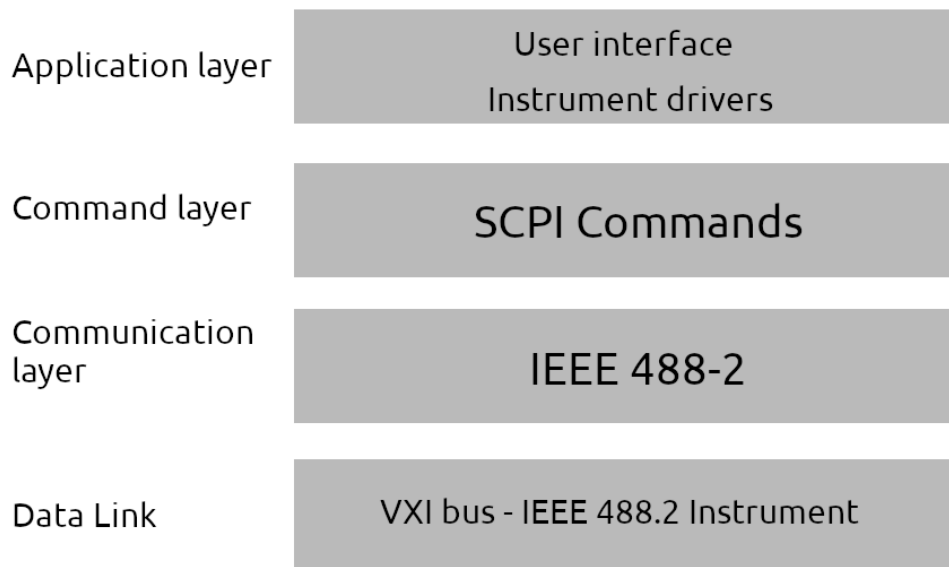 Application layer
User interface
Instrument drivers
Command layer
SCPI Commands
Communication
layer
IEEE 488-2
Data Link
VXI bus - IEEE 488.2 Instrument